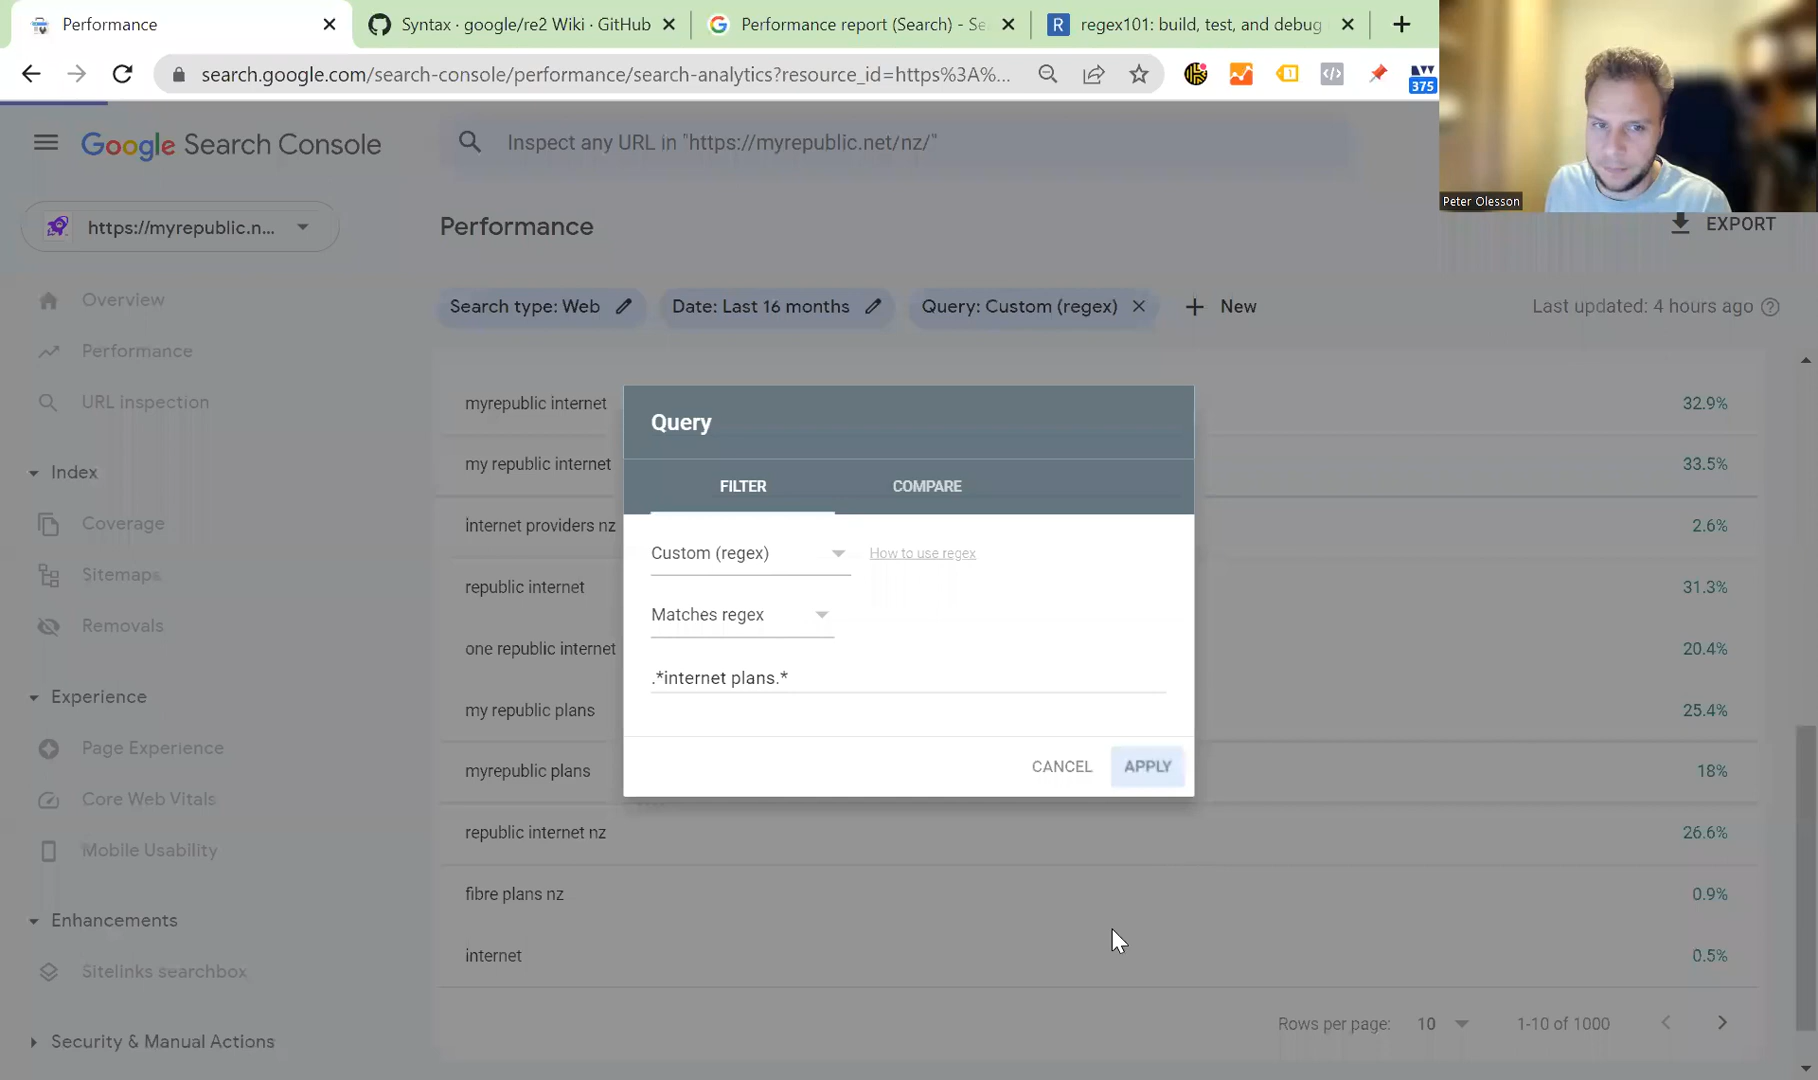 Performance
Syntax · google/re2 Wiki · GitHub
Performance report (Search) - Se
regex101: build, test, and debug
search.google.com/search-console/performance/search-analytics?resource_id=https%3A%...
375
Google Search Console
Inspect any URL in "https://myrepublic.net/nz/"
Peter Olesson
https://myrepublic.n...
Performance
EXPORT
Search type: Web
Date: Last 16 months
Query: Custom (regex)
New
Last updated: 4 hours ago
Overview
Performance
URL inspection
Index
Coverage
Sitemaps
Removals
Experience
Page Experience
Core Web Vitals
Mobile Usability
Enhancements
Sitelinks searchbox
Security & Manual Actions
myrepublic internet 32.9%
my republic internet 33.5%
internet providers nz 2.6%
republic internet 31.3%
one republic internet 20.4%
my republic plans 25.4%
myrepublic plans 18%
republic internet nz 26.6%
fibre plans nz 0.9%
internet 0.5%
Query
FILTER
COMPARE
Custom (regex)
How to use regex
Matches regex
.*internet plans.*
CANCEL
APPLY
Rows per page: 10 1-10 of 1000